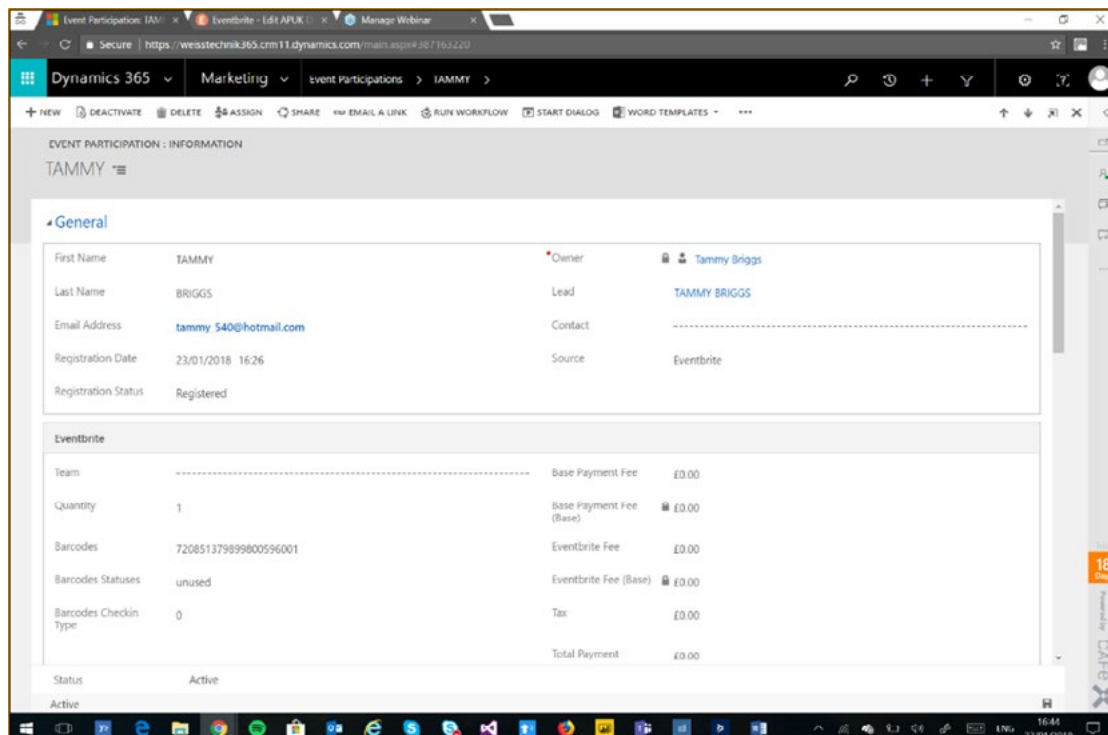 Event Participation: TAM
Eventbrite - Edit APUK
Manage Webinar
Secure | https://weisstechnik365.crm11.dynamics.com/main.aspx#387163220
Dynamics 365 Marketing Event Participations > TAMMY >
+ NEW DEACTIVATE DELETE ASSIGN SHARE EMAIL A LINK RUN WORKFLOW START DIALOG WORD TEMPLATES ...
EVENT PARTICIPATION : INFORMATION
TAMMY
General
First Name TAMMY *Owner Tammy Briggs
Last Name BRIGGS Lead TAMMY BRIGGS
Email Address tammy_540@hotmail.com Contact
Registration Date 23/01/2018 16:26 Source Eventbrite
Registration Status Registered
Eventbrite
Team Base Payment Fee £0.00
Quantity 1 Base Payment Fee (Base) £0.00
Barcodes 720851379899800596001 Eventbrite Fee £0.00
Barcodes Statuses unused Eventbrite Fee (Base) £0.00
Barcodes Checkin Type 0 Tax £0.00
Total Payment £0.00
Status Active
Active
18
Day
Powered by
CAFE X
ENG 16:44